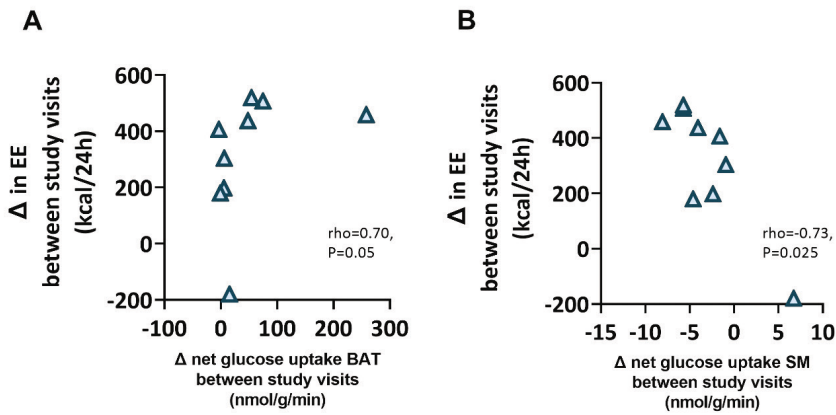 A
Δ in EE
between study visits
(kcal/24h)
600
400
200
0
-200
-100
0
100
200
300
rho=0.70,
P=0.05
Δ net glucose uptake BAT
between study visits
(nmol/g/min)
B
Δ in EE
between study visits
(kcal/24h)
600
400
200
0
-200
-15
-10
-5
0
5
10
rho=-0.73,
P=0.025
Δ net glucose uptake SM
between study visits
(nmol/g/min)